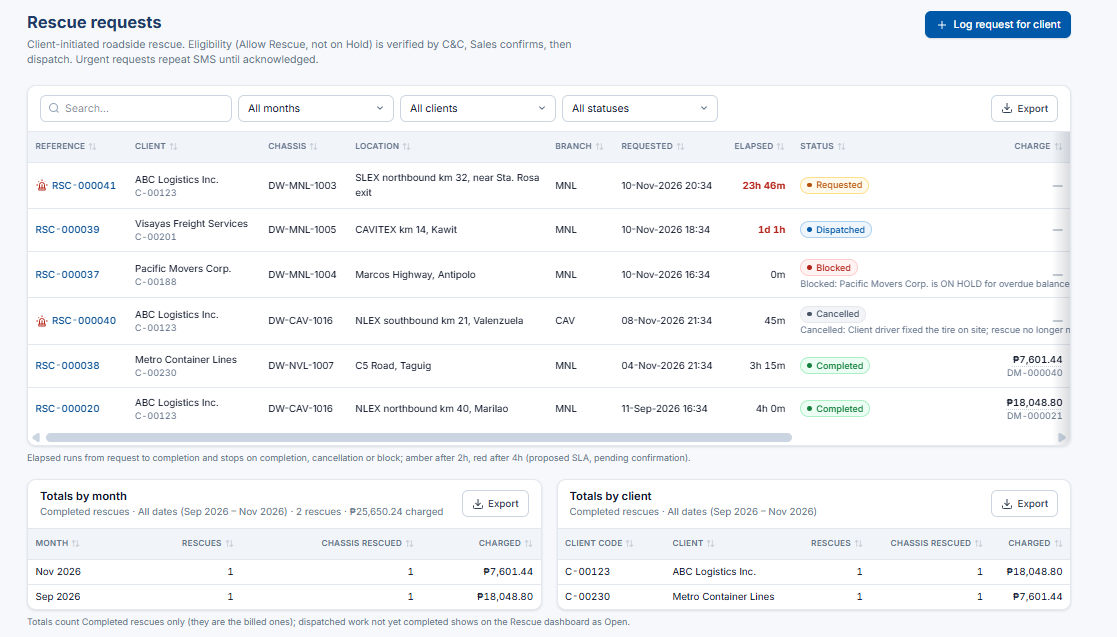 Rescue requests
+ Log request for client
Client-initiated roadside rescue. Eligibility (Allow Rescue, not on Hold) is verified by C&C, Sales confirms, then
dispatch. Urgent requests repeat SMS until acknowledged.
Search... All months All clients All statuses Export
REFERENCE CLIENT CHASSIS LOCATION BRANCH REQUESTED ELAPSED STATUS CHARGE
RSC-000041 ABC Logistics Inc. C-00123 DW-MNL-1003 SLEX northbound km 32, near Sta. Rosa exit MNL 10-Nov-2026 20:34 23h 46m Requested —
RSC-000039 Visayas Freight Services C-00201 DW-MNL-1005 CAVITEX km 14, Kawit MNL 10-Nov-2026 18:34 1d 1h Dispatched —
RSC-000037 Pacific Movers Corp. C-00188 DW-MNL-1004 Marcos Highway, Antipolo MNL 10-Nov-2026 16:34 0m Blocked —
Blocked: Pacific Movers Corp. is ON HOLD for overdue balance
RSC-000040 ABC Logistics Inc. C-00123 DW-CAV-1016 NLEX southbound km 21, Valenzuela CAV 08-Nov-2026 21:34 45m Cancelled —
Cancelled: Client driver fixed the tire on site; rescue no longer
RSC-000038 Metro Container Lines C-00230 DW-NVL-1007 C5 Road, Taguig MNL 04-Nov-2026 21:34 3h 15m Completed ₱7,601.44 DM-000040
RSC-000020 ABC Logistics Inc. C-00123 DW-CAV-1016 NLEX northbound km 40, Marilao MNL 11-Sep-2026 16:34 4h 0m Completed ₱18,048.80 DM-000021
Elapsed runs from request to completion and stops on completion, cancellation or block; amber after 2h, red after 4h (proposed SLA, pending confirmation).
Totals by month
Completed rescues · All dates (Sep 2026 – Nov 2026) · 2 rescues · ₱25,650.24 charged
Export
MONTH RESCUES CHASSIS RESCUED CHARGED
Nov 2026 1 1 ₱7,601.44
Sep 2026 1 1 ₱18,048.80
Totals by client
Completed rescues · All dates (Sep 2026 – Nov 2026)
Export
CLIENT CODE CLIENT RESCUES CHASSIS RESCUED CHARGED
C-00123 ABC Logistics Inc. 1 1 ₱18,048.80
C-00230 Metro Container Lines 1 1 ₱7,601.44
Totals count Completed rescues only (they are the billed ones); dispatched work not yet completed shows on the Rescue dashboard as Open.